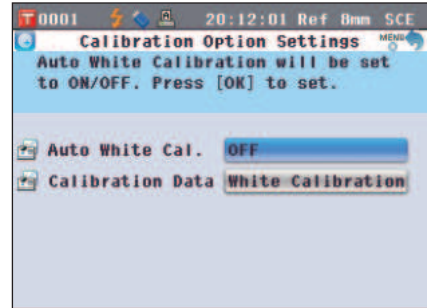 T0001 20:12:01 Ref 8mm SCE
Calibration Option Settings MENU
Auto White Calibration will be set
to ON/OFF. Press [OK] to set.
Auto White Cal. OFF
Calibration Data White Calibration